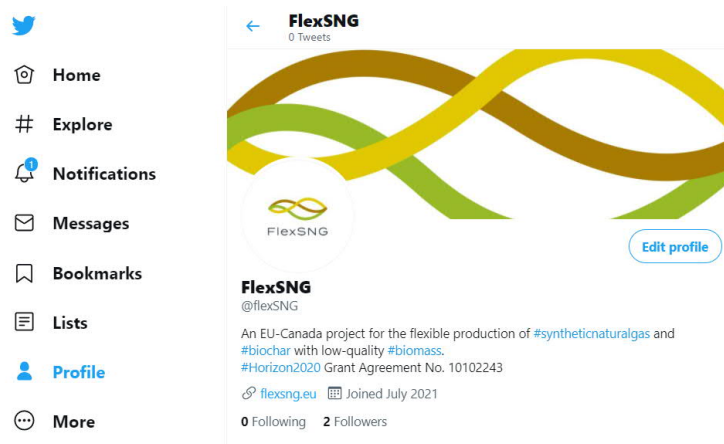 FlexSNG
0 Tweets
Home
Explore
1
Notifications
Messages
Bookmarks
Lists
Profile
More
FlexSNG
Edit profile
FlexSNG
@flexSNG
An EU-Canada project for the flexible production of #syntheticnaturalgas and
#biochar with low-quality #biomass.
#Horizon2020 Grant Agreement No. 10102243
flexsng.eu Joined July 2021
0 Following 2 Followers